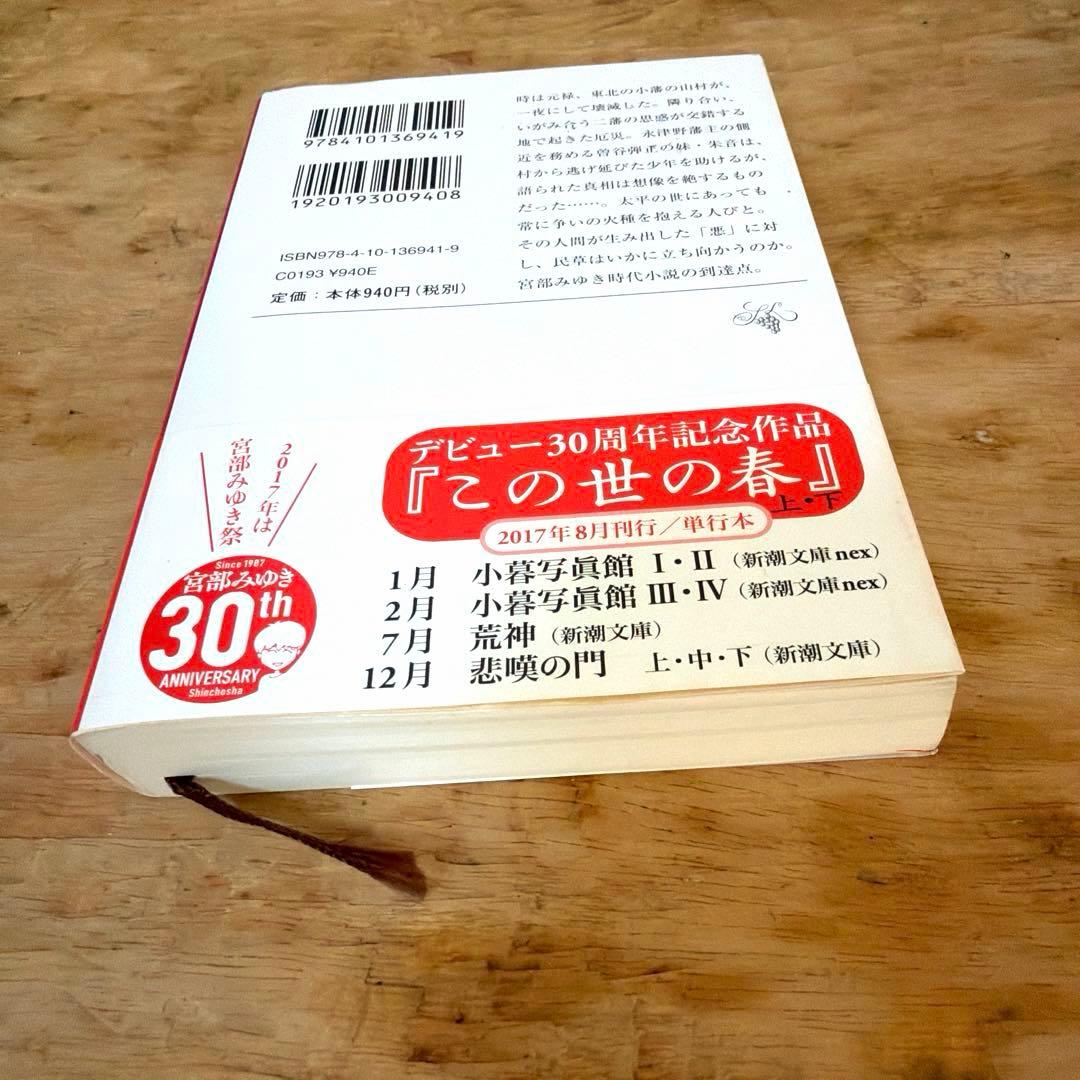 9784101369419
1920193009408
ISBN978-4-10-136941-9
C0193 ¥940E
定価：本体940円(税別)
時は元禄、東北の小藩の山村が、
一夜にして壊滅した。隣り合い、
いがみ合う二藩の思惑が交錯する
地で起きた厄災。永津野藩主の側
近を務める曽谷弾正の妹・朱音は、
村から逃げ延びた少年を助けるが、
語られた真相は想像を絶するもの
だった……。太平の世にあっても
常に争いの火種を抱える人びと。
その人間が生み出した「悪」に対
し、民草はいかに立ち向かうのか。
宮部みゆき時代小説の到達点。
2017年は
宮部みゆき祭
Since 1987
宮部みゆき
30th
ANNIVERSARY
Shinchosha
デビュー30周年記念作品
『この世の春』
上・下
2017年8月刊行／単行本
1月 小暮写眞館 Ⅰ・Ⅱ（新潮文庫nex）
2月 小暮写眞館 Ⅲ・Ⅳ（新潮文庫nex）
7月 荒神（新潮文庫）
12月 悲嘆の門 上・中・下（新潮文庫）